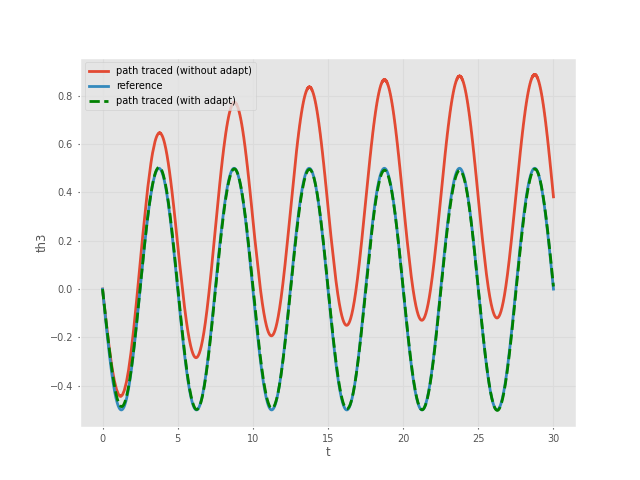 path traced (without adapt)
reference
path traced (with adapt)
th3
0.8
0.6
0.4
0.2
0.0
−0.2
−0.4
0 5 10 15 20 25 30
t